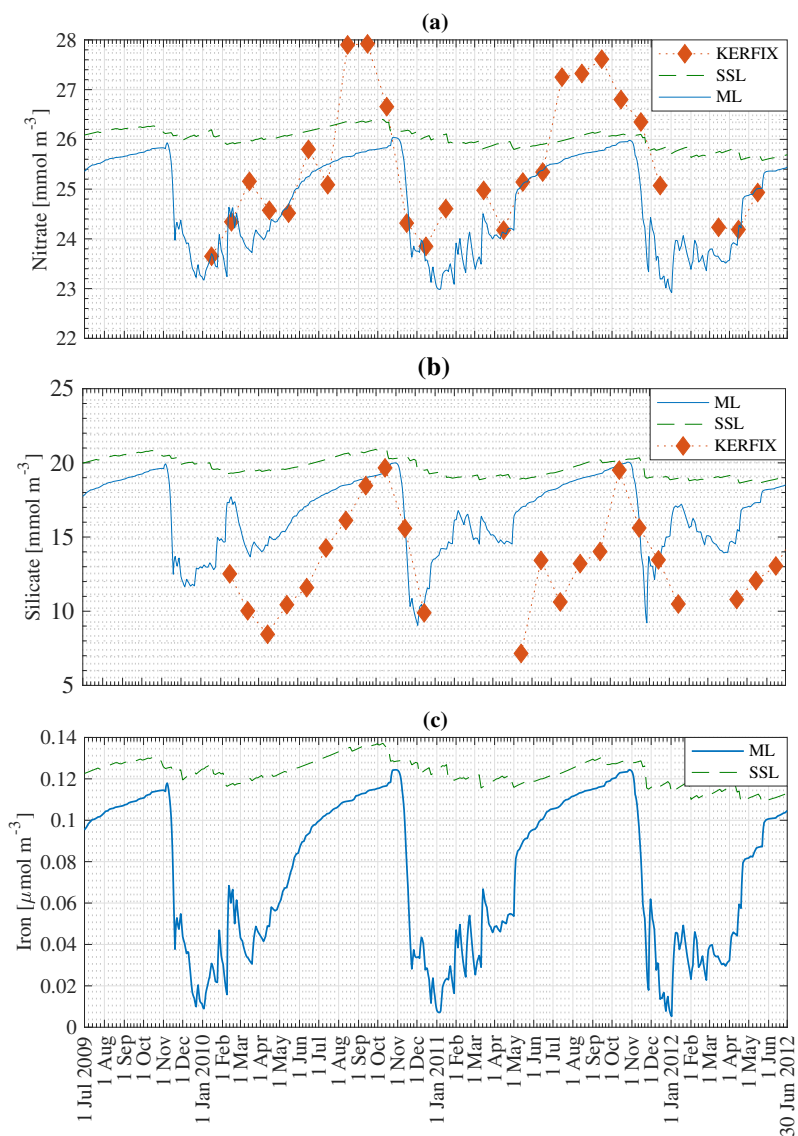 (a)
28
27
26
25
24
23
22
Nitrate [mmol m⁻³]
KERFIX
SSL
ML
(b)
25
20
15
10
5
Silicate [mmol m⁻³]
ML
SSL
KERFIX
(c)
0.14
0.12
0.1
0.08
0.06
0.04
0.02
0
Iron [μmol m⁻³]
ML
SSL
1 Jul 2009
1 Aug
1 Sep
1 Oct
1 Nov
1 Dec
1 Jan 2010
1 Feb
1 Mar
1 Apr
1 May
1 Jun
1 Jul
1 Aug
1 Sep
1 Oct
1 Nov
1 Dec
1 Jan 2011
1 Feb
1 Mar
1 Apr
1 May
1 Jun
1 Jul
1 Aug
1 Sep
1 Oct
1 Nov
1 Dec
1 Jan 2012
1 Feb
1 Mar
1 Apr
1 May
1 Jun
30 Jun 2012